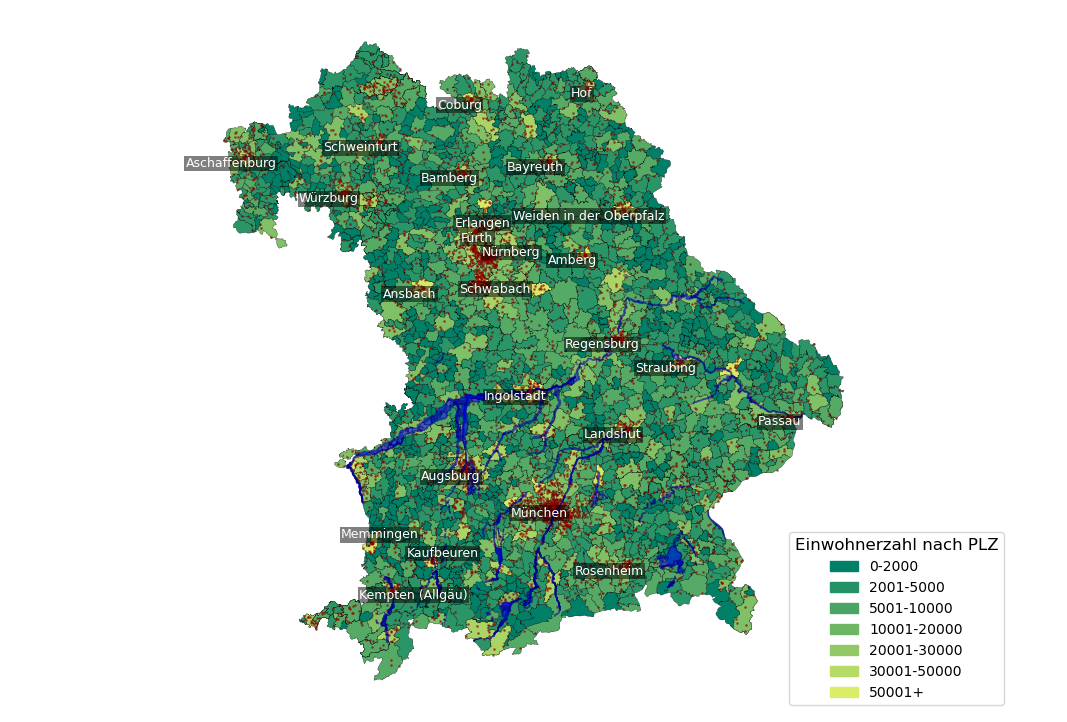 Hof
Coburg
Schweinfurt
Aschaffenburg
Bayreuth
Bamberg
Würzburg
Weiden in der Oberpfalz
Erlangen
Fürth
Nürnberg
Amberg
Schwabach
Ansbach
Regensburg
Straubing
Ingolstadt
Passau
Landshut
Augsburg
München
Memmingen
Kaufbeuren
Rosenheim
Kempten (Allgäu)
Einwohnerzahl nach PLZ
0-2000
2001-5000
5001-10000
10001-20000
20001-30000
30001-50000
50001+